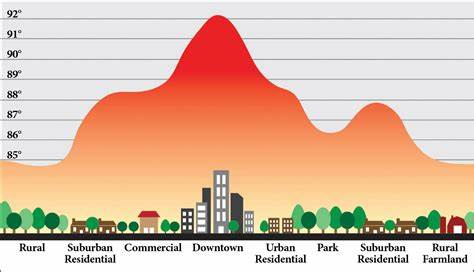 92°
91°
90°
89°
88°
87°
86°
85°
Rural
Suburban
Residential
Commercial
Downtown
Urban
Residential
Park
Suburban
Residential
Rural
Farmland